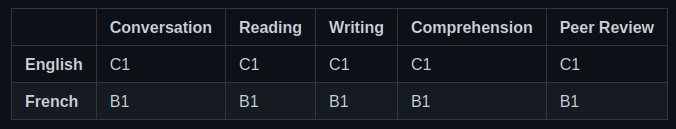 Conversation Reading Writing Comprehension Peer Review
English C1 C1 C1 C1 C1
French B1 B1 B1 B1 B1